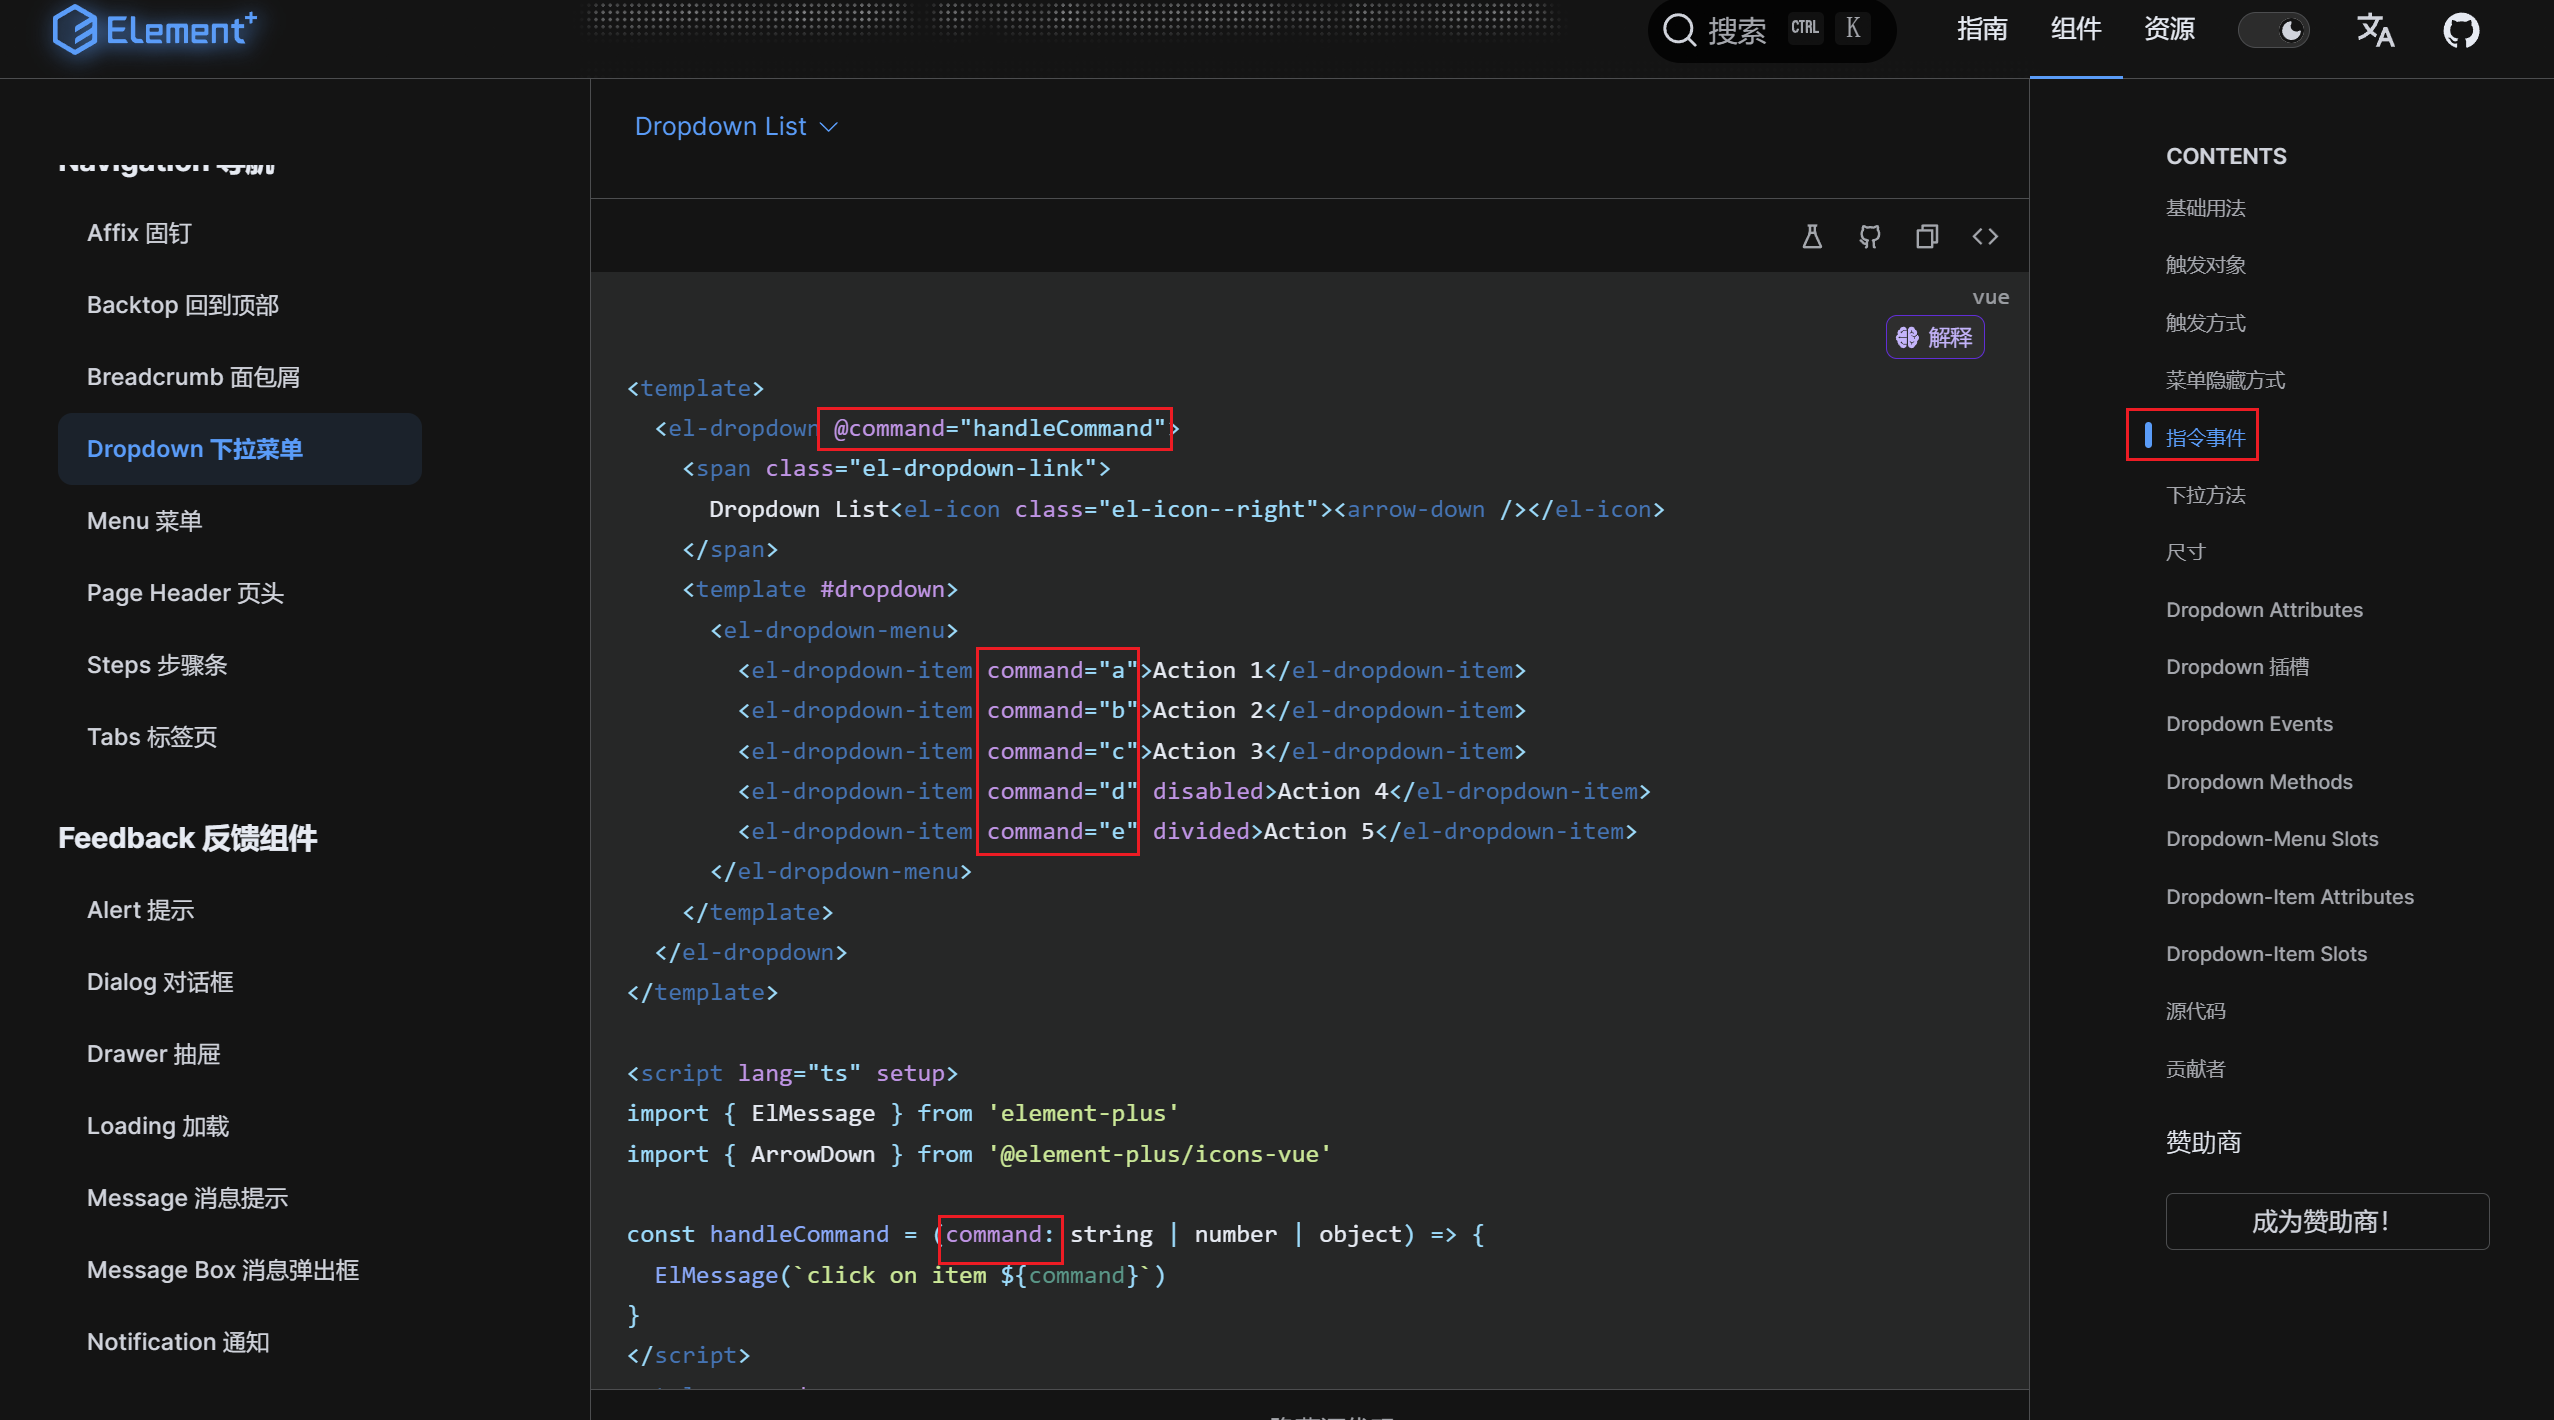 Element+
搜索 CTRL K
指南 组件 资源
Navigation 导航
Affix 固钉
Backtop 回到顶部
Breadcrumb 面包屑
Dropdown 下拉菜单
Menu 菜单
Page Header 页头
Steps 步骤条
Tabs 标签页
Feedback 反馈组件
Alert 提示
Dialog 对话框
Drawer 抽屉
Loading 加载
Message 消息提示
Message Box 消息弹出框
Notification 通知
Dropdown List
vue
解释
<template>
<el-dropdown @command="handleCommand">
<span class="el-dropdown-link">
Dropdown List<el-icon class="el-icon--right"><arrow-down /></el-icon>
</span>
<template #dropdown>
<el-dropdown-menu>
<el-dropdown-item command="a">Action 1</el-dropdown-item>
<el-dropdown-item command="b">Action 2</el-dropdown-item>
<el-dropdown-item command="c">Action 3</el-dropdown-item>
<el-dropdown-item command="d" disabled>Action 4</el-dropdown-item>
<el-dropdown-item command="e" divided>Action 5</el-dropdown-item>
</el-dropdown-menu>
</template>
</el-dropdown>
</template>
<script lang="ts" setup>
import { ElMessage } from 'element-plus'
import { ArrowDown } from '@element-plus/icons-vue'
const handleCommand = (command: string | number | object) => {
ElMessage(`click on item ${command}`)
}
</script>
CONTENTS
基础用法
触发对象
触发方式
菜单隐藏方式
指令事件
下拉方法
尺寸
Dropdown Attributes
Dropdown 插槽
Dropdown Events
Dropdown Methods
Dropdown-Menu Slots
Dropdown-Item Attributes
Dropdown-Item Slots
源代码
贡献者
赞助商
成为赞助商!